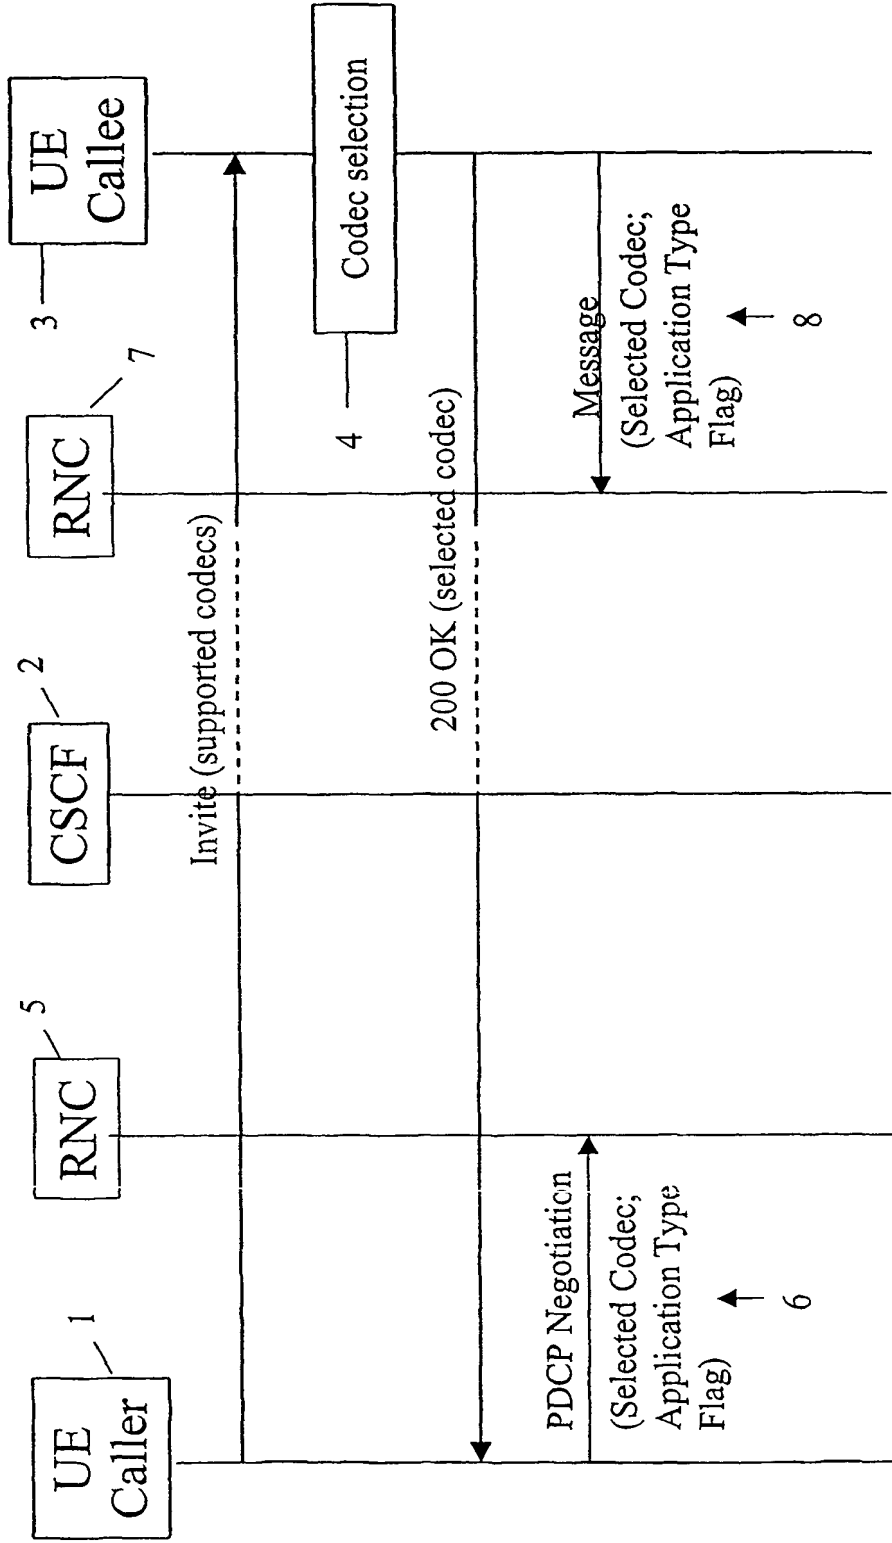 UE
Caller
1
RNC
5
CSCF
2
RNC
7
UE
Callee
3
Invite (supported codecs)
Codec selection
4
200 OK (selected codec)
PDCP Negotiation
(Selected Codec;
Application Type
Flag)
6
Message
(Selected Codec;
Application Type
Flag)
8